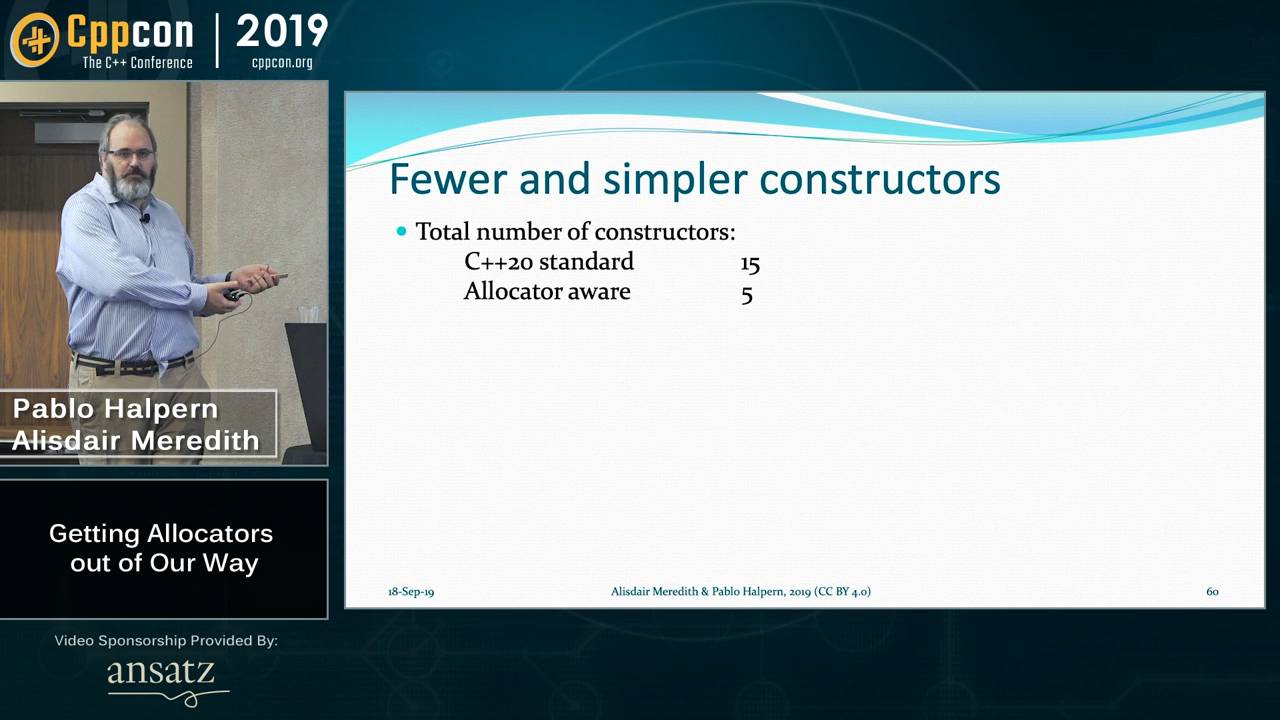 Cppcon
The C++ Conference
2019
cppcon.org
Pablo Halpern
Alisdair Meredith
Getting Allocators
out of Our Way
Video Sponsorship Provided By:
ansatz
Fewer and simpler constructors
• Total number of constructors:
C++20 standard 15
Allocator aware 5
18-Sep-19 Alisdair Meredith & Pablo Halpern, 2019 (CC BY 4.0) 60